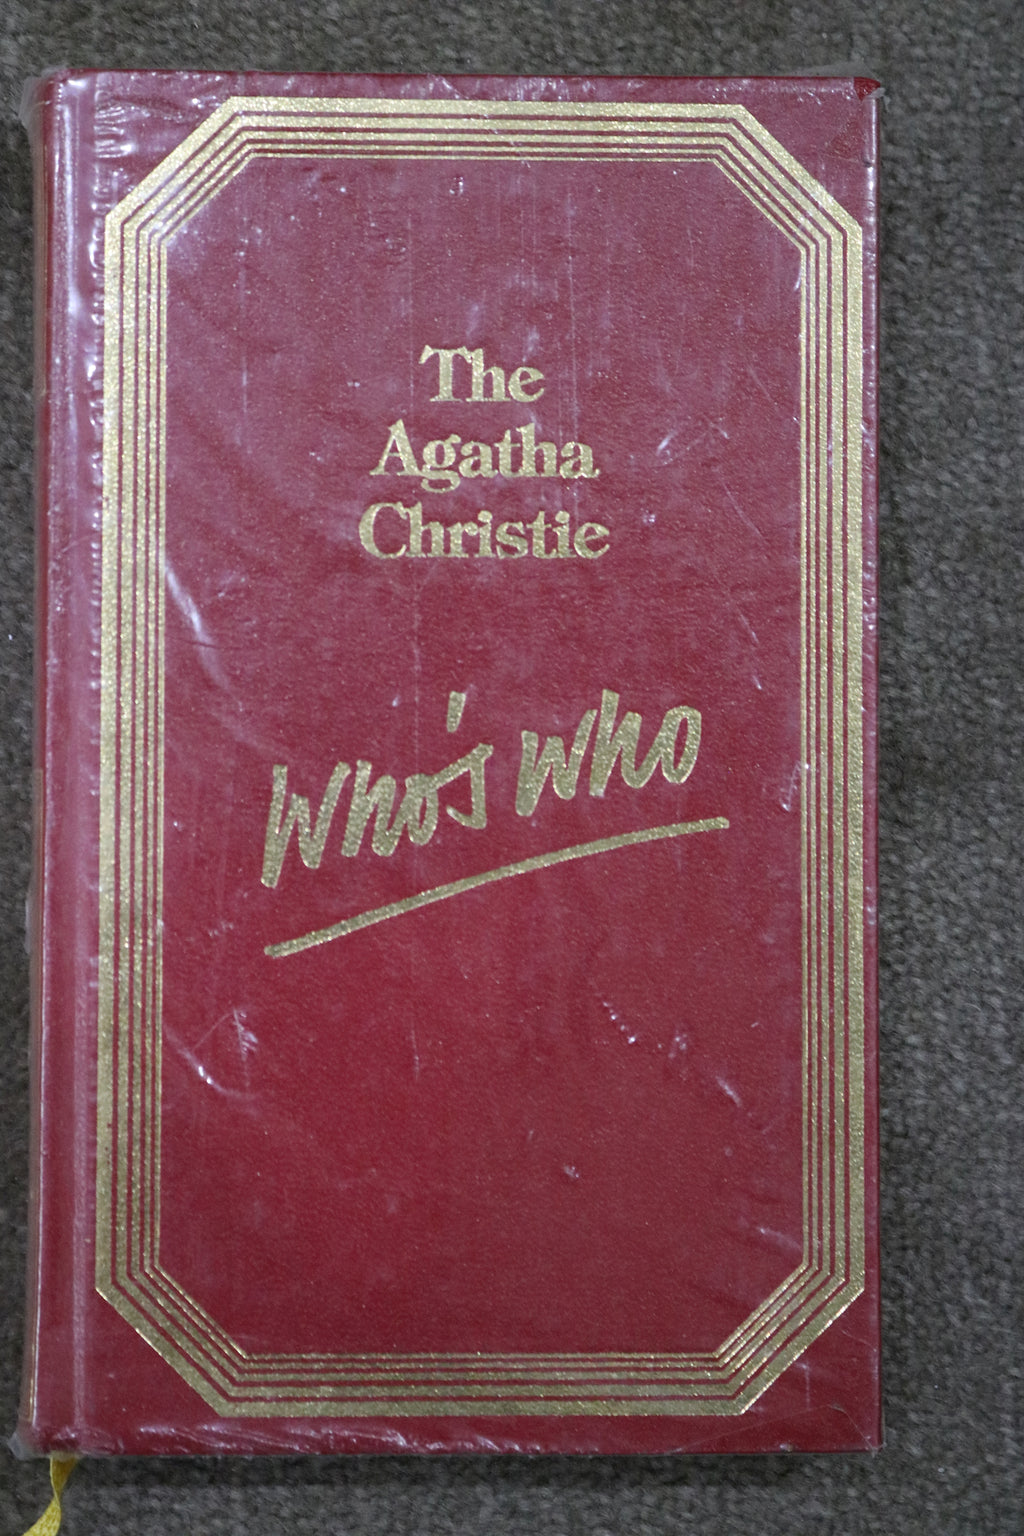 The
Agatha
Christie
Who's Who